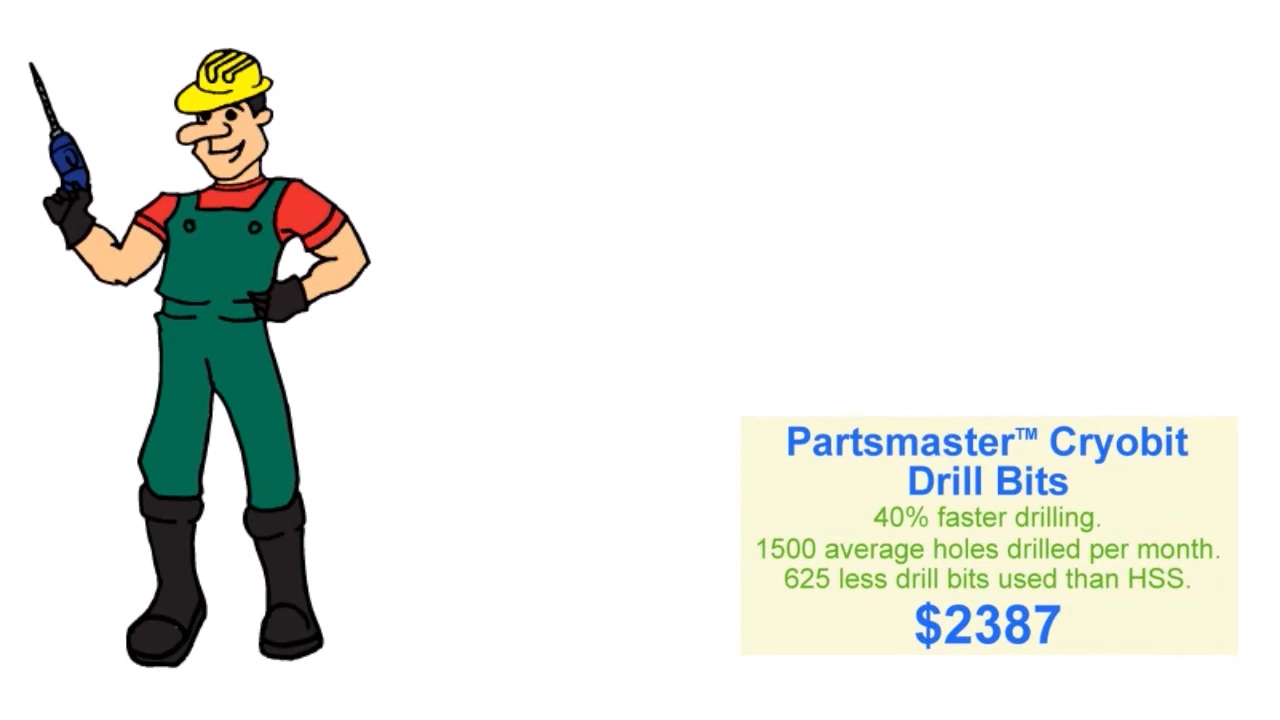 Partsmaster™ Cryobit
Drill Bits
40% faster drilling.
1500 average holes drilled per month.
625 less drill bits used than HSS.
$2387